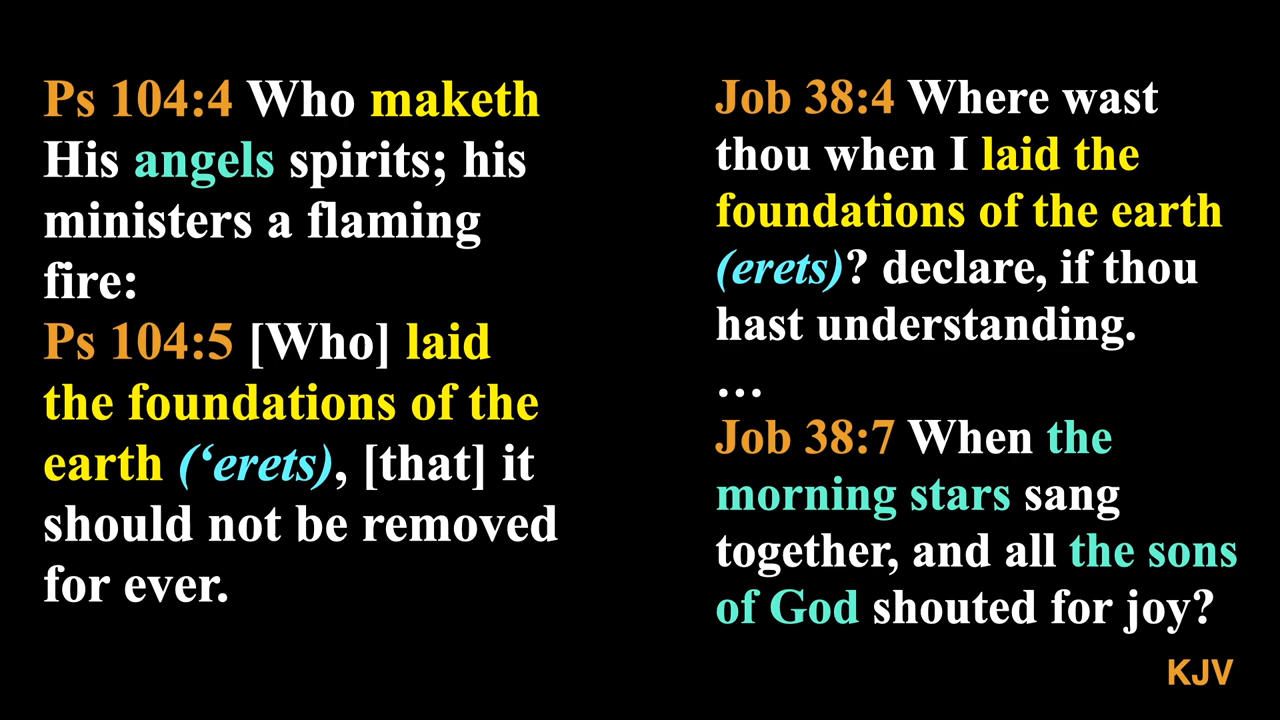 Ps 104:4 Who maketh
His angels spirits; his
ministers a flaming
fire:
Ps 104:5 [Who] laid
the foundations of the
earth (‘erets), [that] it
should not be removed
for ever.
Job 38:4 Where wast
thou when I laid the
foundations of the earth
(erets)? declare, if thou
hast understanding.
…
Job 38:7 When the
morning stars sang
together, and all the sons
of God shouted for joy?
KJV